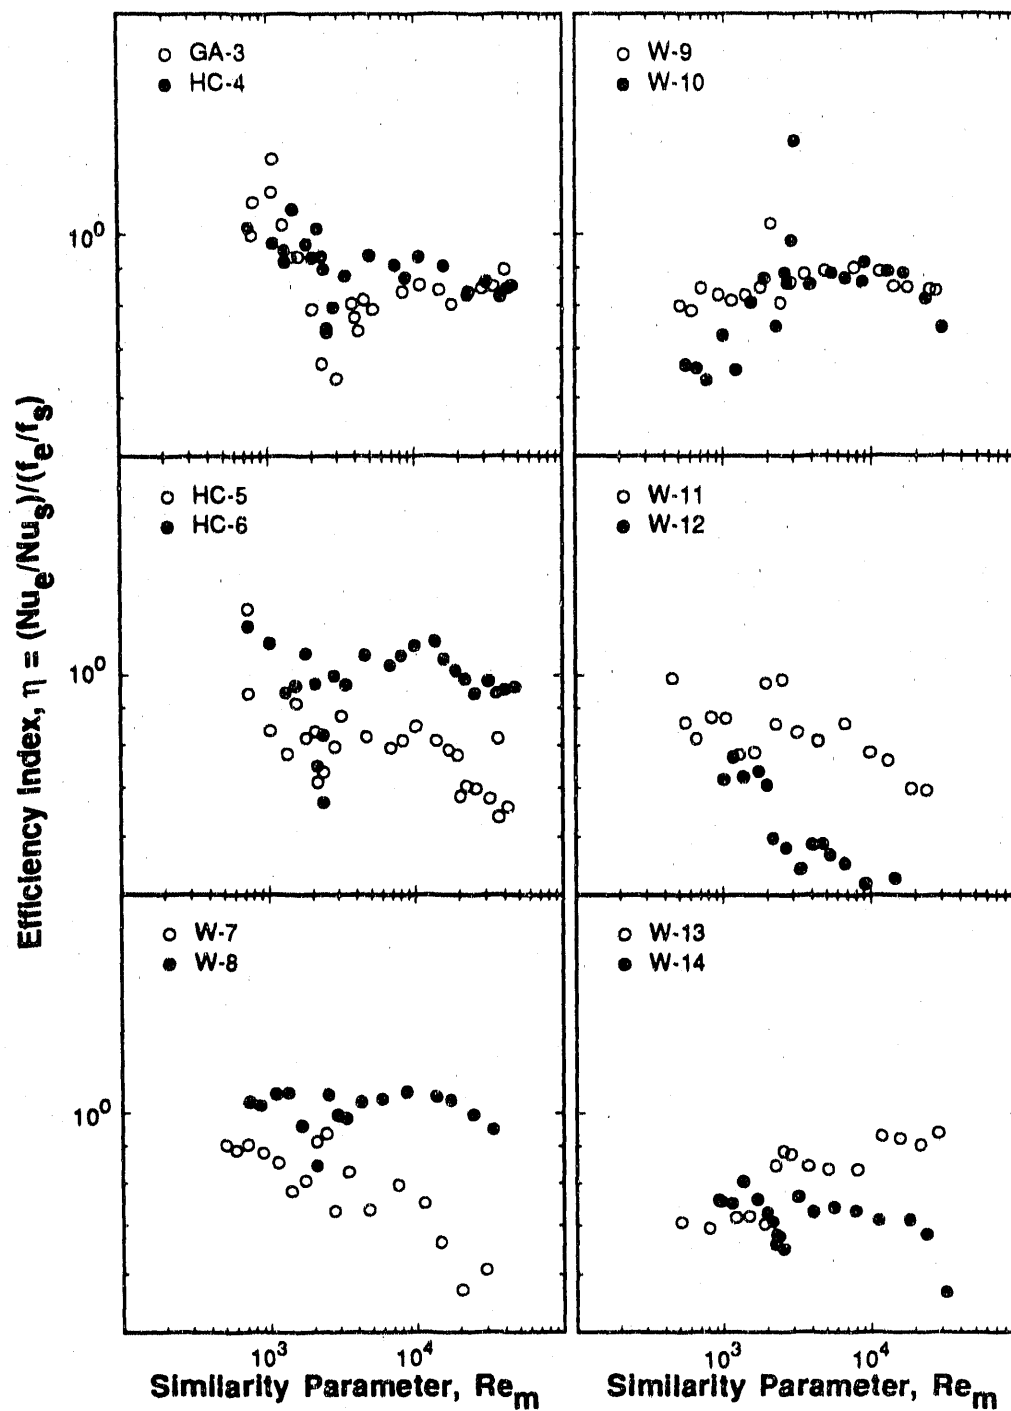 GA-3
HC-4
W-9
W-10
10⁰
HC-5
HC-6
W-11
W-12
10⁰
W-7
W-8
W-13
W-14
10⁰
Efficiency Index, η = (Nuₑ/Nuₛ)/(fₑ/fₛ)
10³ 10⁴
10³ 10⁴
Similarity Parameter, Reₘ
Similarity Parameter, Reₘ